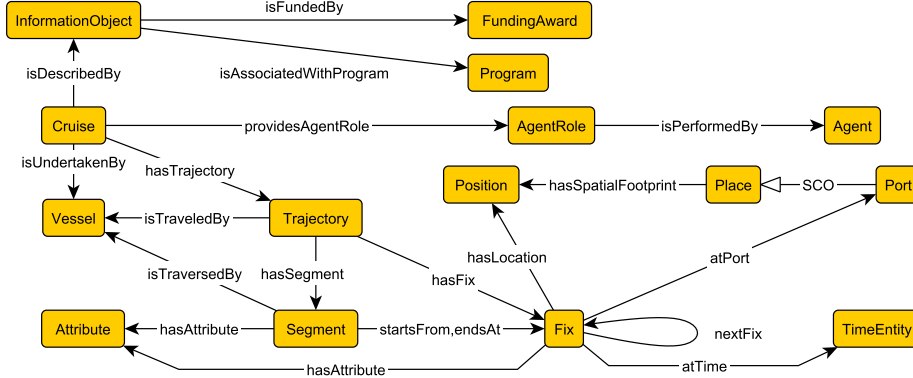 isFundedBy
InformationObject
FundingAward
isAssociatedWithProgram
Program
isDescribedBy
Cruise
providesAgentRole
AgentRole
isPerformedBy
Agent
isUndertakenBy
hasTrajectory
Position
hasSpatialFootprint
Place
SCO
Port
Vessel
isTraveledBy
Trajectory
hasLocation
atPort
isTraversedBy
hasSegment
hasFix
Attribute
hasAttribute
Segment
startsFrom,endsAt
Fix
nextFix
TimeEntity
hasAttribute
atTime